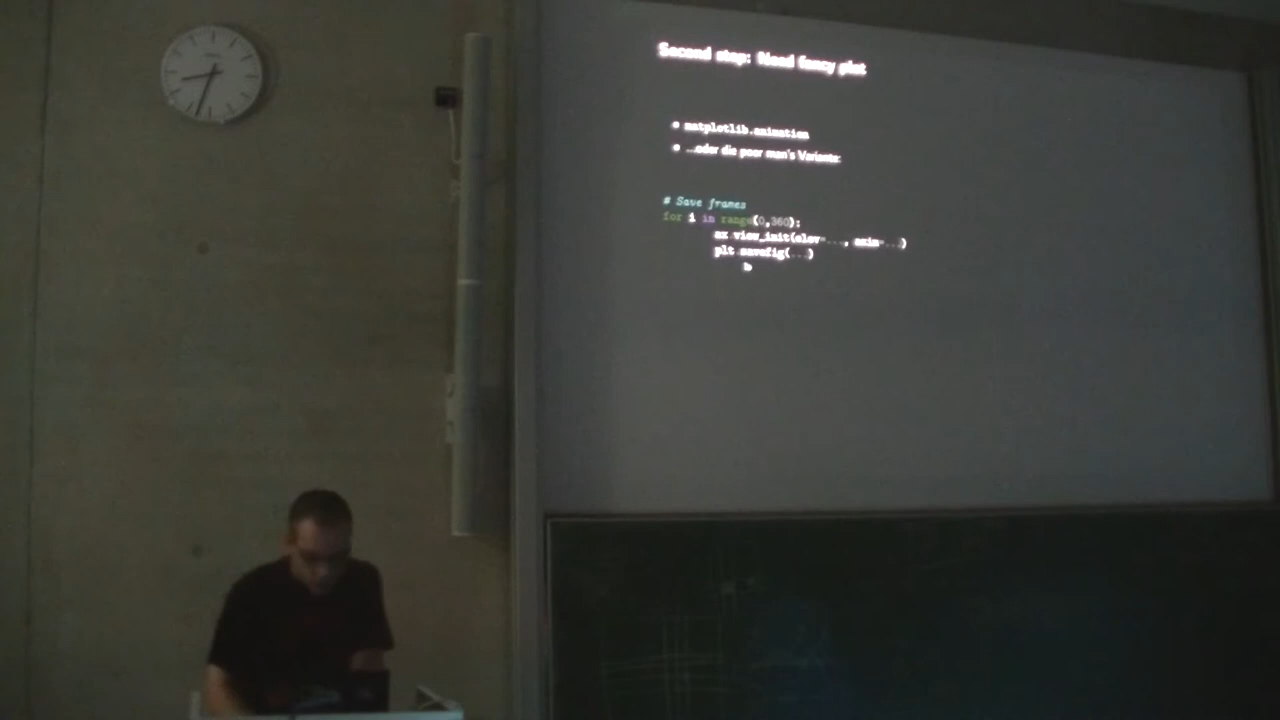 Second step: Need fancy plot
• matplotlib.animation
• ...oder die poor man's Variante:
# Save frames
for i in range(0,360):
ax.view_init(elev=..., azim=...)
plt.savefig(...)